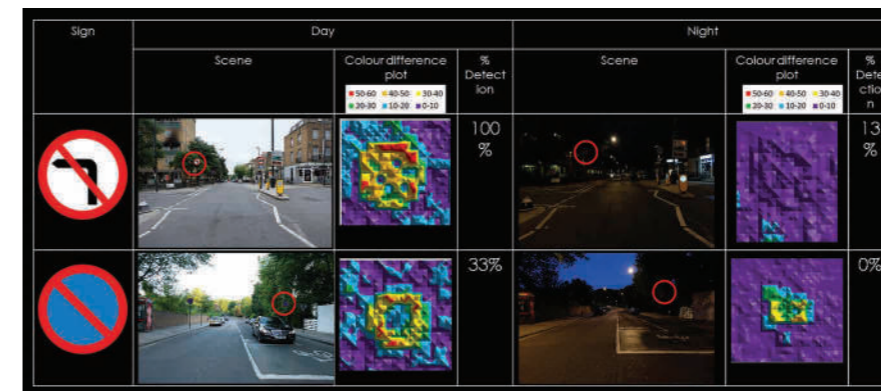 Sign
Day
Night
Scene
Colour difference
plot
50-60 40-50 30-40
20-30 10-20 0-10
%
Detect
ion
Scene
Colour difference
plot
50-60 40-50 30-40
20-30 10-20 0-10
%
Dete
ctio
n
100
%
13
%
33%
0%